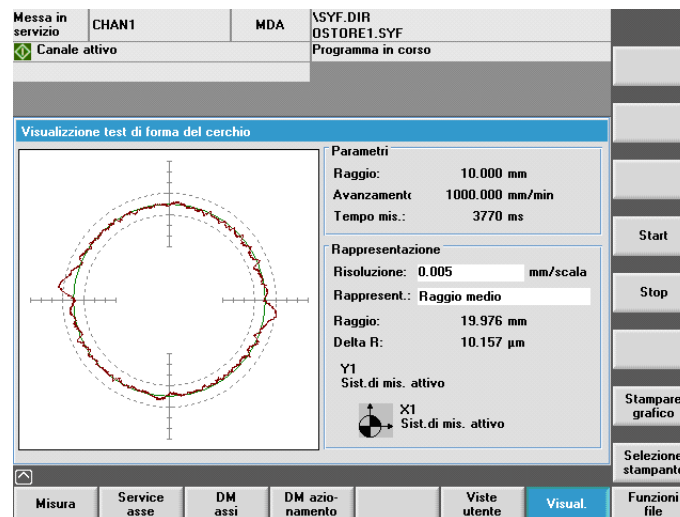 Messa in servizio
CHAN1
MDA
\SYF.DIR
OSTORE1.SYF
Canale attivo
Programma in corso
Visualizzione test di forma del cerchio
Parametri
Raggio: 10.000 mm
Avanzamento 1000.000 mm/min
Tempo mis.: 3770 ms
Rappresentazione
Risoluzione: 0.005 mm/scala
Rappresent.: Raggio medio
Raggio: 19.976 mm
Delta R: 10.157 µm
Y1
Sist.di mis. attivo
X1
Sist.di mis. attivo
Start
Stop
Stampare
grafico
Selezione
stampante
Misura
Service
asse
DM
assi
DM azio-
namento
Viste
utente
Visual.
Funzioni
file